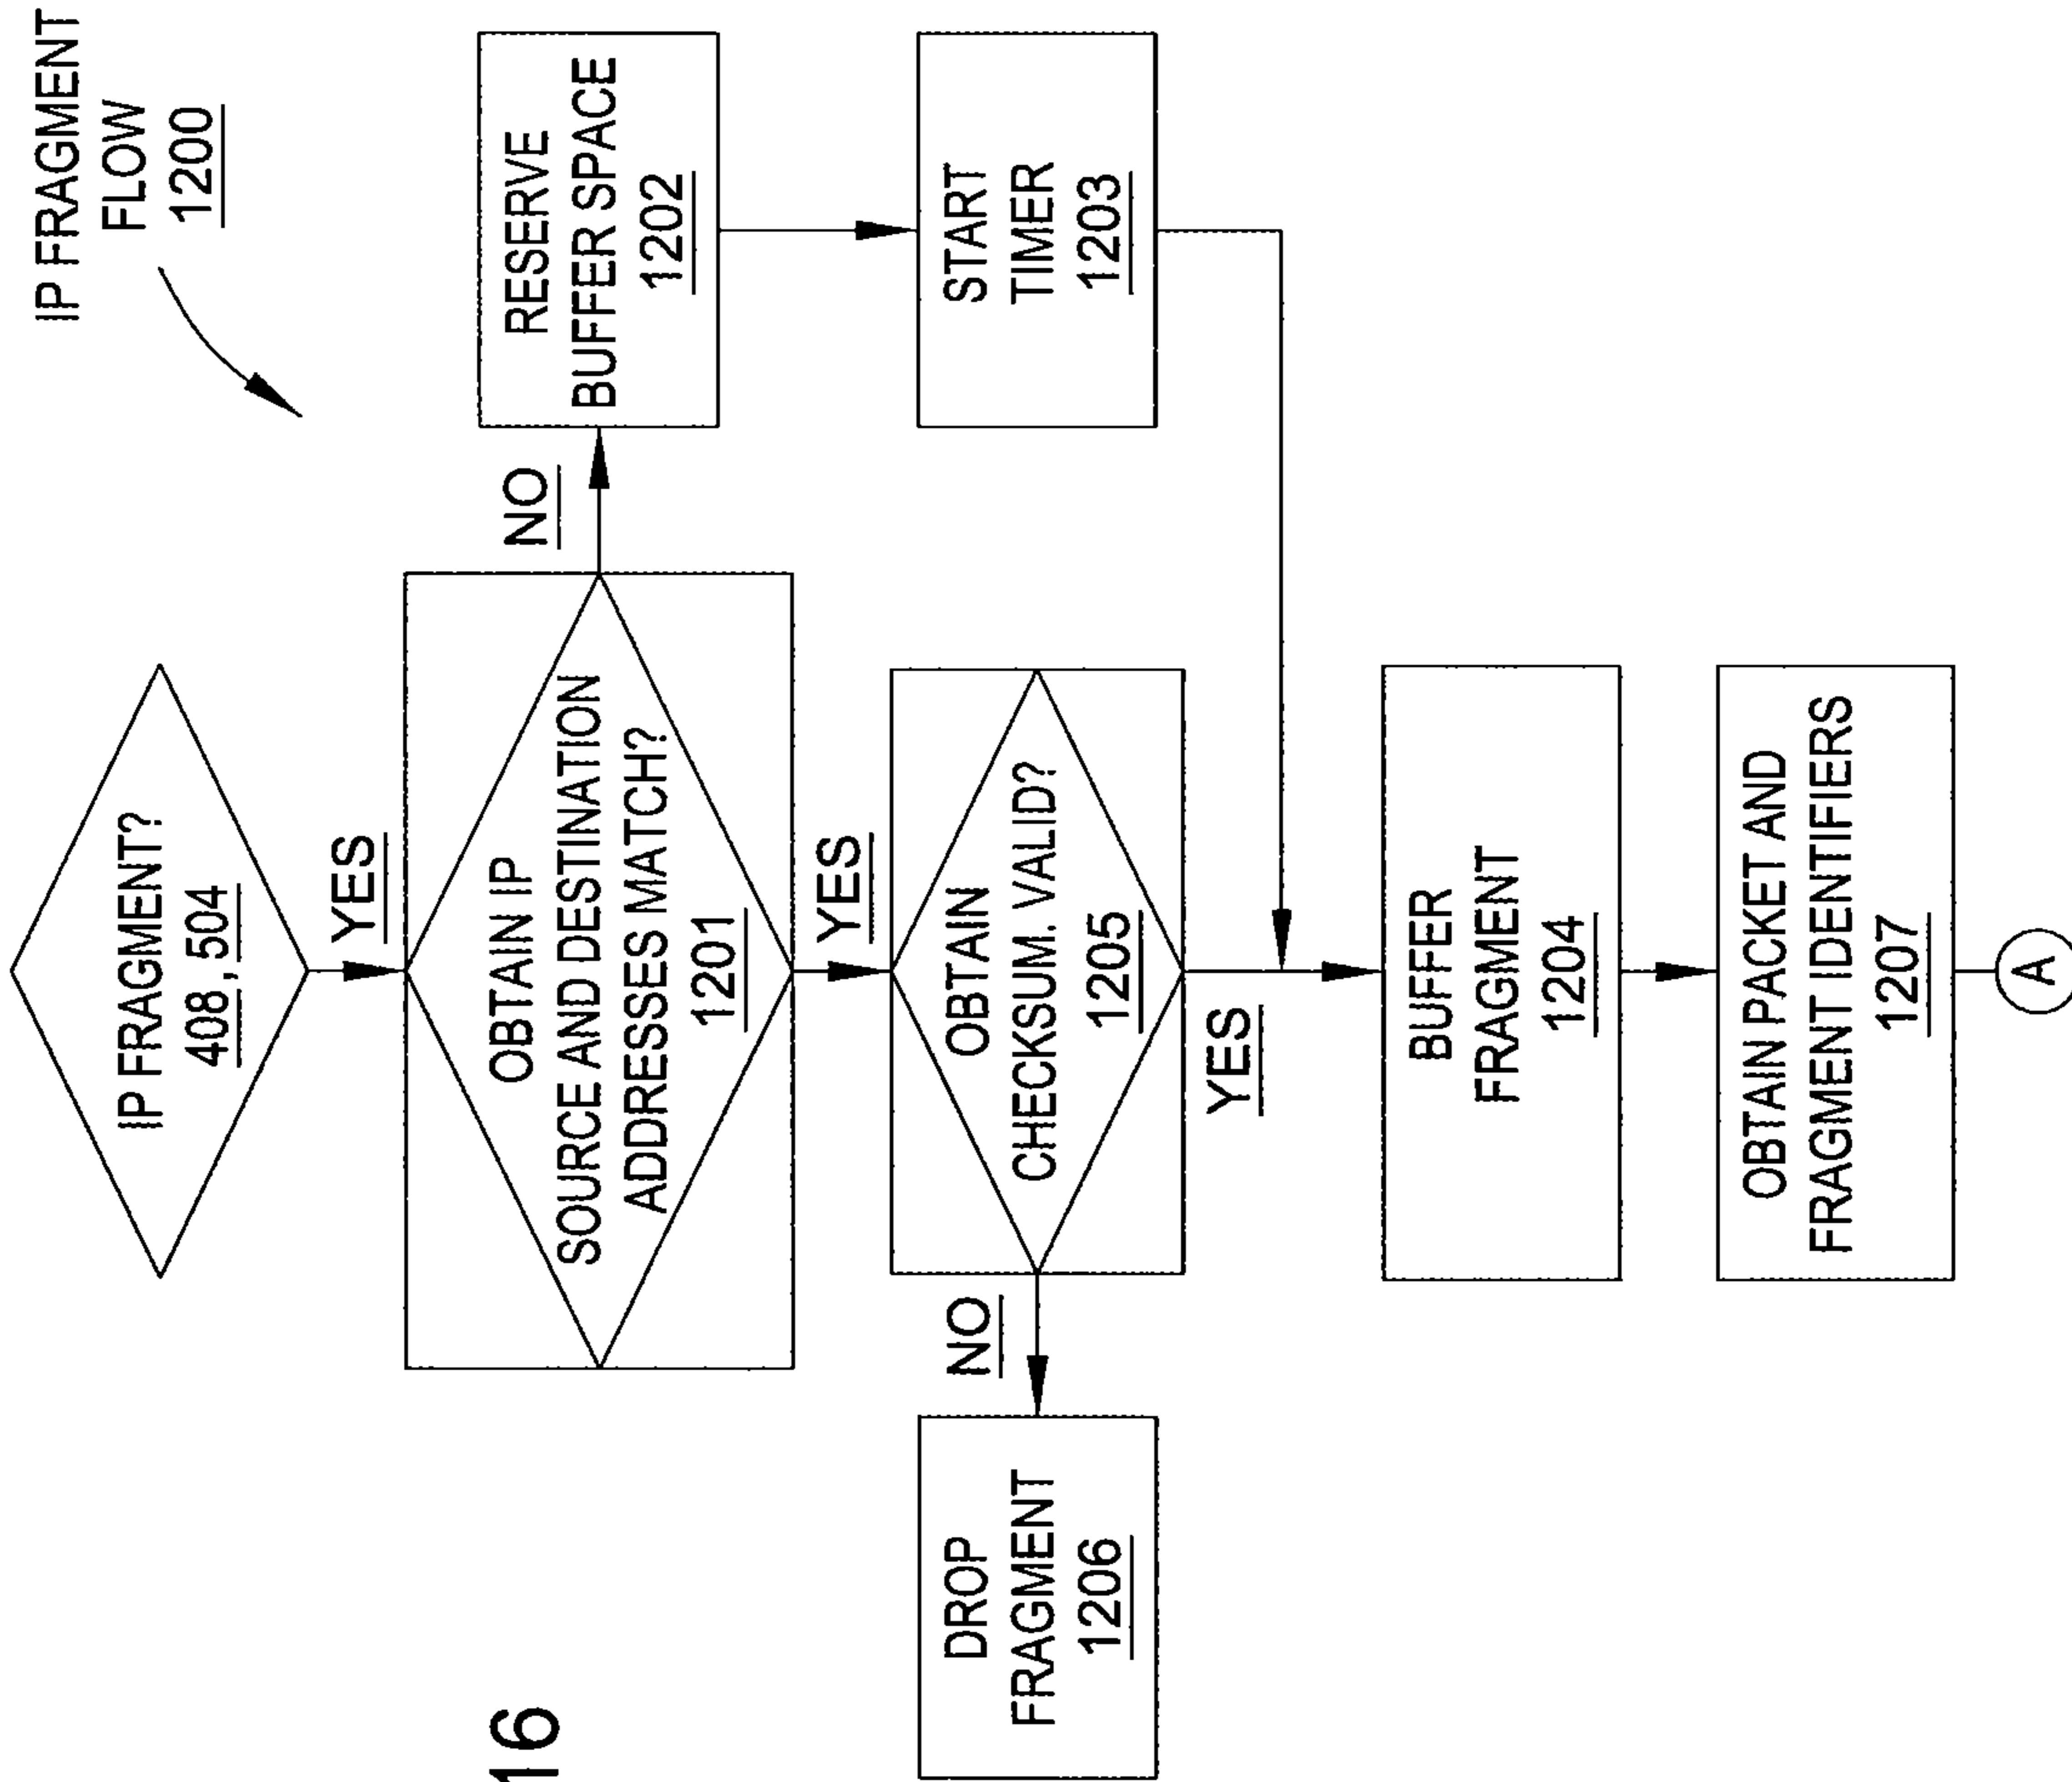 IP FRAGMENT
FLOW
1200
IP FRAGMENT?
408, 504
YES
OBTAIN IP
SOURCE AND DESTINATION
ADDRESSES MATCH?
1201
NO
RESERVE
BUFFER SPACE
1202
START
TIMER
1203
YES
OBTAIN
CHECKSUM. VALID?
1205
NO
DROP
FRAGMENT
1206
YES
BUFFER
FRAGMENT
1204
OBTAIN PACKET AND
FRAGMENT IDENTIFIERS
1207
A
16